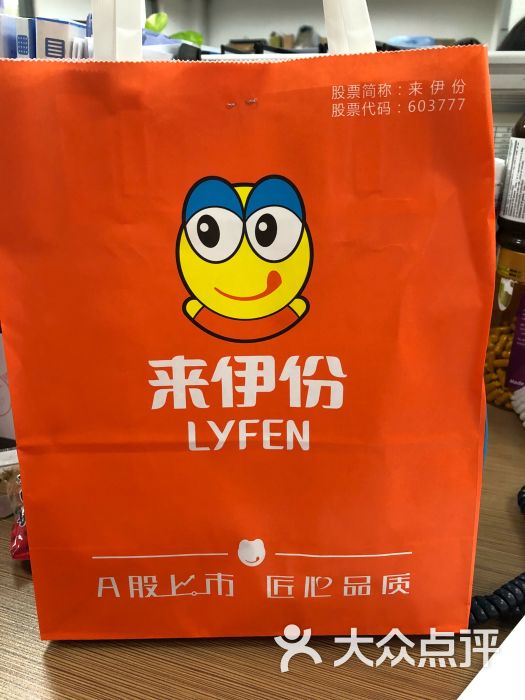 股票简称：来伊份
股票代码：603777
来伊份
LYFEN
A股上市 匠心品质
大众点评